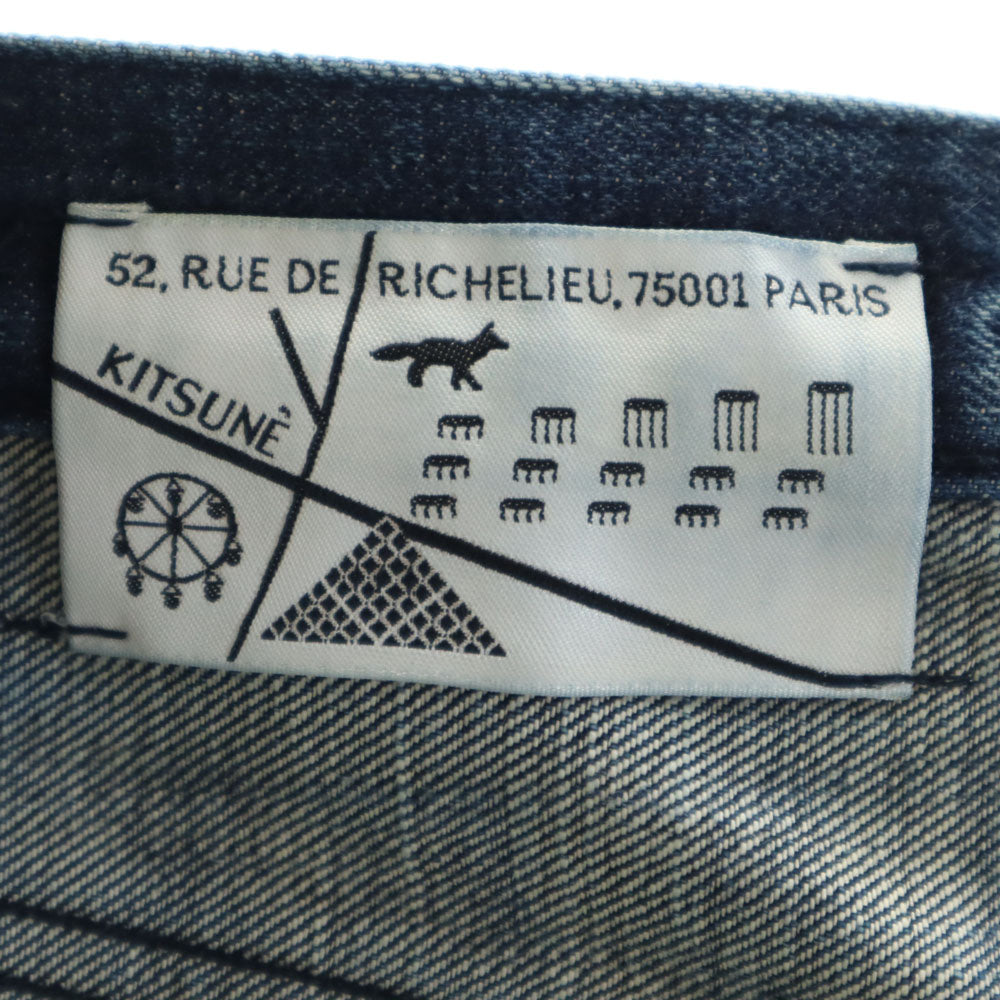 52, RUE DE RICHELIEU, 75001 PARIS
KITSUNÉ